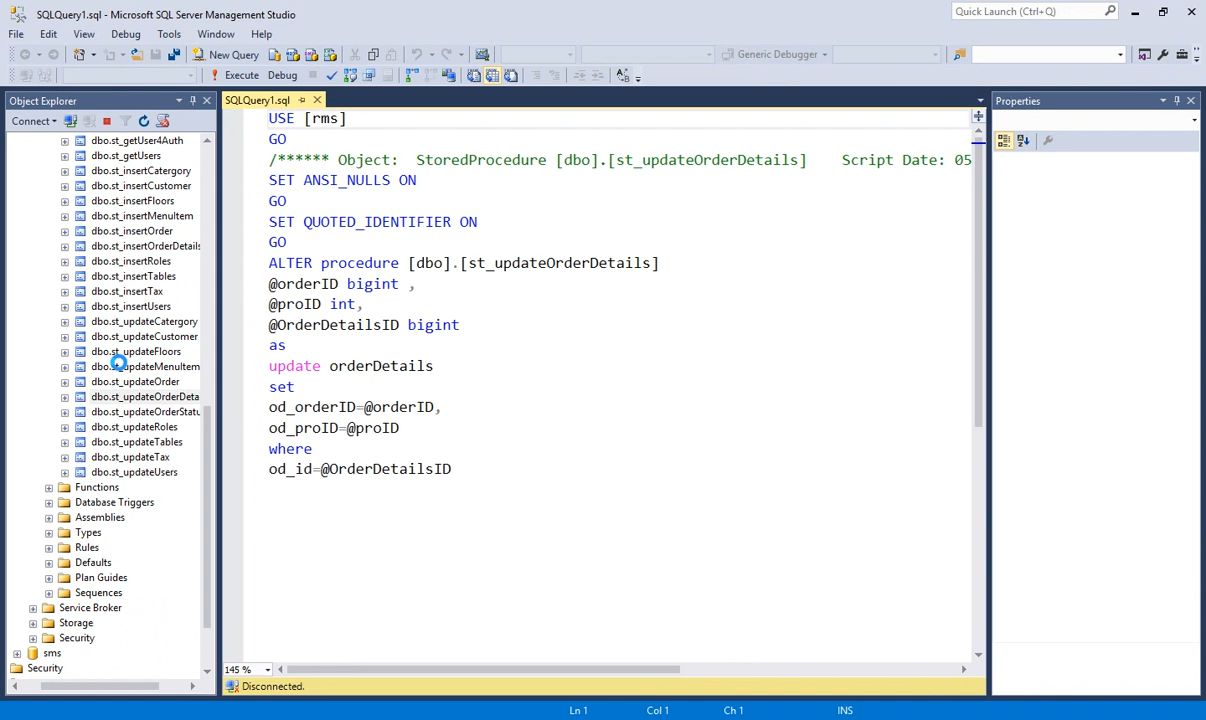 SQLQuery1.sql - Microsoft SQL Server Management Studio
Quick Launch (Ctrl+Q)
File Edit View Debug Tools Window Help
New Query
Generic Debugger
Execute Debug
Object Explorer
SQLQuery1.sql
Properties
Connect
dbo.st_getUser4Auth
dbo.st_getUsers
dbo.st_insertCatergory
dbo.st_insertCustomer
dbo.st_insertFloors
dbo.st_insertMenuItem
dbo.st_insertOrder
dbo.st_insertOrderDetails
dbo.st_insertRoles
dbo.st_insertTables
dbo.st_insertTax
dbo.st_insertUsers
dbo.st_updateCatergory
dbo.st_updateCustomer
dbo.st_updateFloors
dbo.st_updateMenuItem
dbo.st_updateOrder
dbo.st_updateOrderDeta
dbo.st_updateOrderStatu
dbo.st_updateRoles
dbo.st_updateTables
dbo.st_updateTax
dbo.st_updateUsers
Functions
Database Triggers
Assemblies
Types
Rules
Defaults
Plan Guides
Sequences
Service Broker
Storage
Security
sms
Security
USE [rms]
GO
/****** Object:  StoredProcedure [dbo].[st_updateOrderDetails]    Script Date: 05
SET ANSI_NULLS ON
GO
SET QUOTED_IDENTIFIER ON
GO
ALTER procedure [dbo].[st_updateOrderDetails]
@orderID bigint ,
@proID int,
@OrderDetailsID bigint
as
update orderDetails
set
od_orderID=@orderID,
od_proID=@proID
where
od_id=@OrderDetailsID
145 %
Disconnected.
Ln 1 Col 1 Ch 1 INS